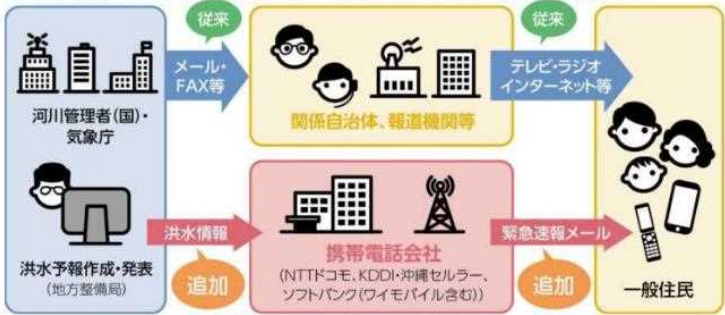 従来
従来
メール・
FAX等
テレビ・ラジオ
インターネット等
河川管理者(国)・
気象庁
関係自治体、報道機関等
洪水情報
緊急速報メール
携帯電話会社
(NTTドコモ、KDDI・沖縄セルラー、
ソフトバンク(ワイモバイル含む))
洪水予報作成・発表
(地方整備局)
追加
追加
一般住民